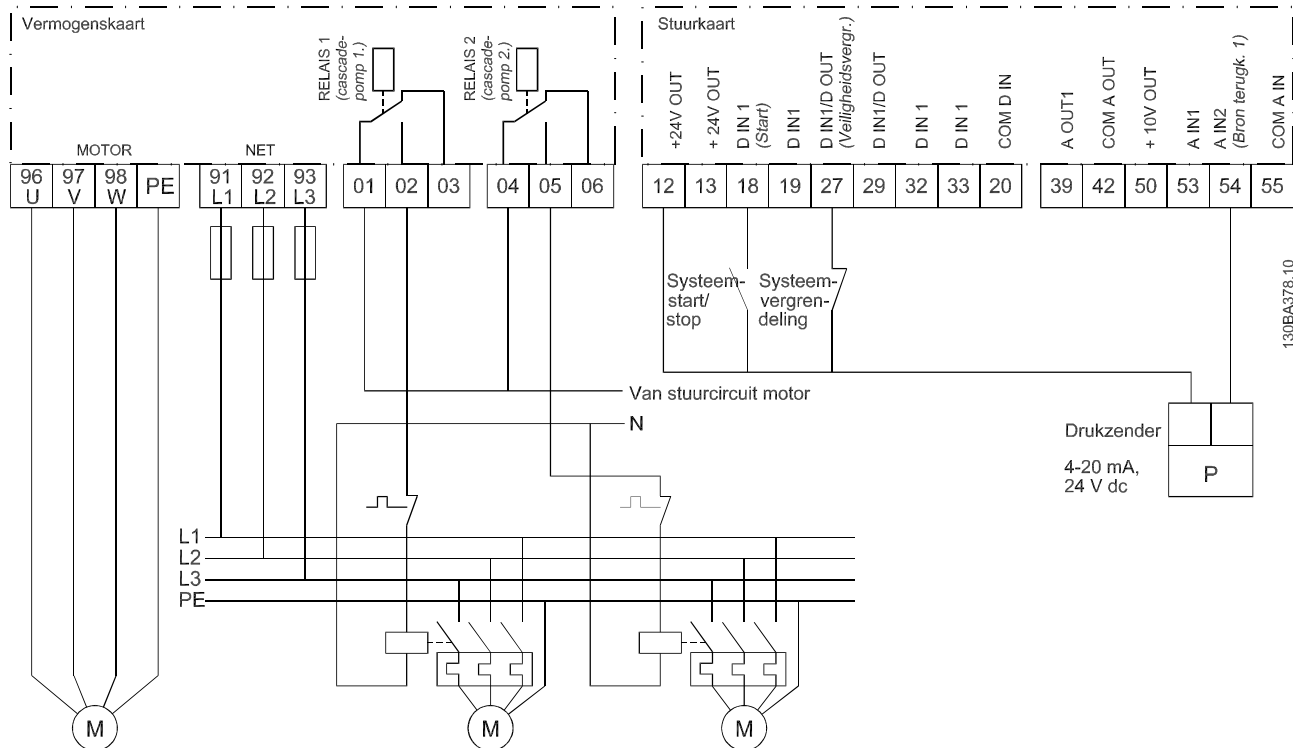 Vermogenskaart
RELAIS 1
(cascade-
pomp 1.)
RELAIS 2
(cascade-
pomp 2.)
MOTOR
NET
96
U
97
V
98
W
PE
91
L1
92
L2
93
L3
01
02
03
04
05
06
Stuurkaart
+24V OUT
+ 24V OUT
D IN 1
(Start)
D IN1
D IN1/D OUT
(Veiligheidsvergr.)
D IN1/D OUT
D IN 1
D IN 1
COM D IN
12
13
18
19
27
29
32
33
20
A OUT1
COM A OUT
+ 10V OUT
A IN1
A IN2
(Bron terugk. 1)
COM A IN
39
42
50
53
54
55
Systeem-
start/
stop
Systeem-
vergren-
deling
130BA378.10
Van stuurcircuit motor
N
Drukzender
4-20 mA,
24 V dc
P
L1
L2
L3
PE
M
M
M